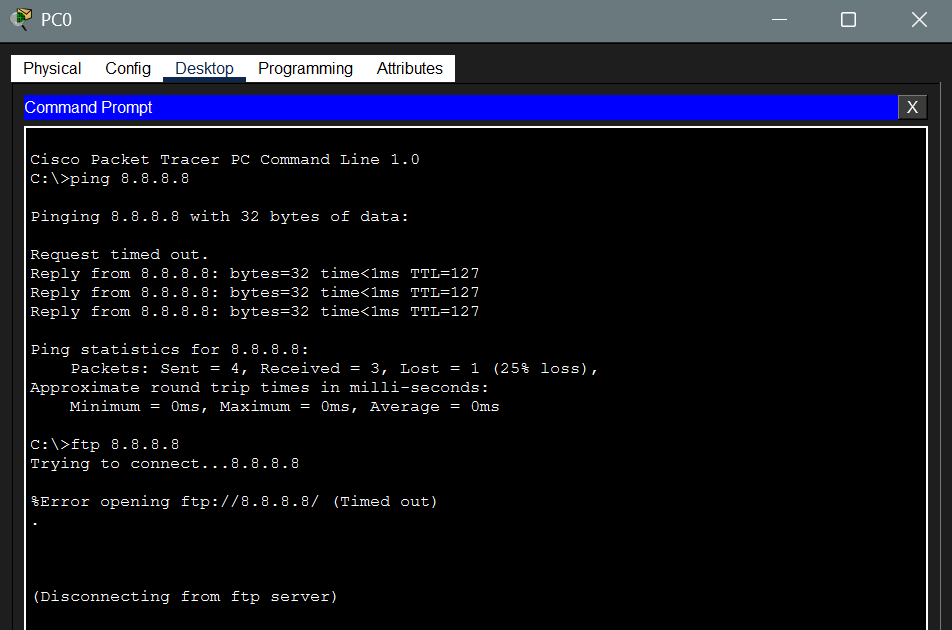 PC0
Physical Config Desktop Programming Attributes
Command Prompt
X
Cisco Packet Tracer PC Command Line 1.0
C:\>ping 8.8.8.8
Pinging 8.8.8.8 with 32 bytes of data:
Request timed out.
Reply from 8.8.8.8: bytes=32 time<1ms TTL=127
Reply from 8.8.8.8: bytes=32 time<1ms TTL=127
Reply from 8.8.8.8: bytes=32 time<1ms TTL=127
Ping statistics for 8.8.8.8:
    Packets: Sent = 4, Received = 3, Lost = 1 (25% loss),
Approximate round trip times in milli-seconds:
    Minimum = 0ms, Maximum = 0ms, Average = 0ms
C:\>ftp 8.8.8.8
Trying to connect...8.8.8.8
%Error opening ftp://8.8.8.8/ (Timed out)
.
(Disconnecting from ftp server)